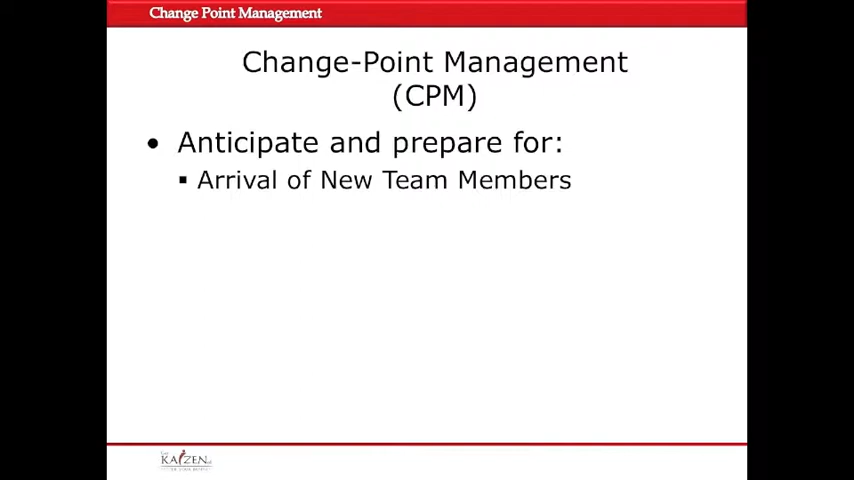 Change Point Management
Change-Point Management
(CPM)
• Anticipate and prepare for:
▪ Arrival of New Team Members
KAIZEN